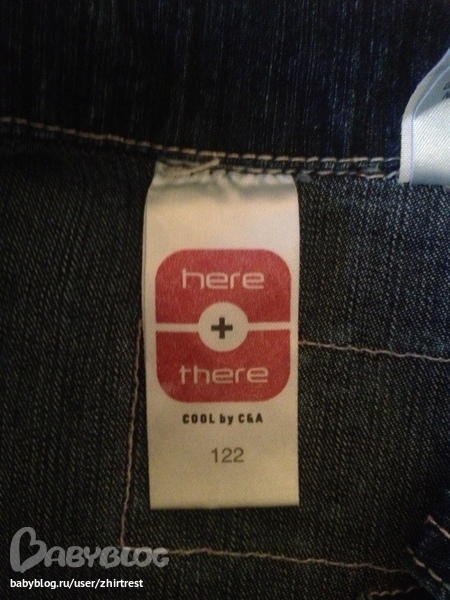 here
+
there
COOL by C&A
122
BABYBLOG
babyblog.ru/user/zhirtrest